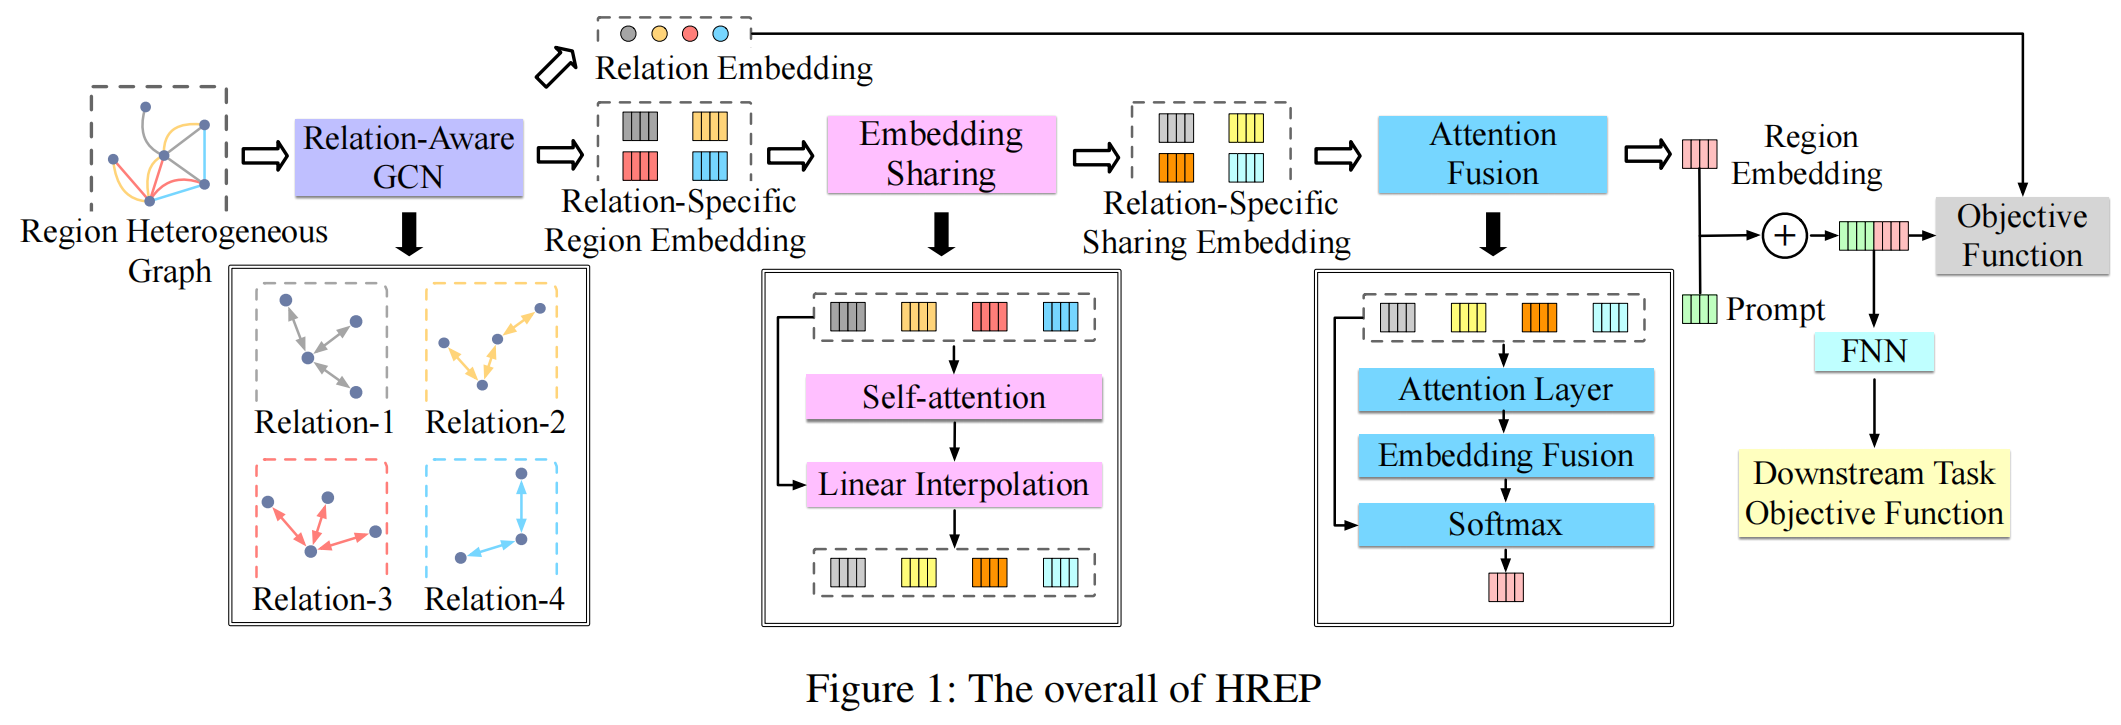 Relation Embedding
Region Heterogeneous
Graph
Relation-Aware
GCN
Relation-Specific
Region Embedding
Embedding
Sharing
Relation-Specific
Sharing Embedding
Attention
Fusion
Region
Embedding
Prompt
Objective
Function
FNN
Downstream Task
Objective Function
Relation-1
Relation-2
Relation-3
Relation-4
Self-attention
Linear Interpolation
Attention Layer
Embedding Fusion
Softmax
Figure 1: The overall of HREP